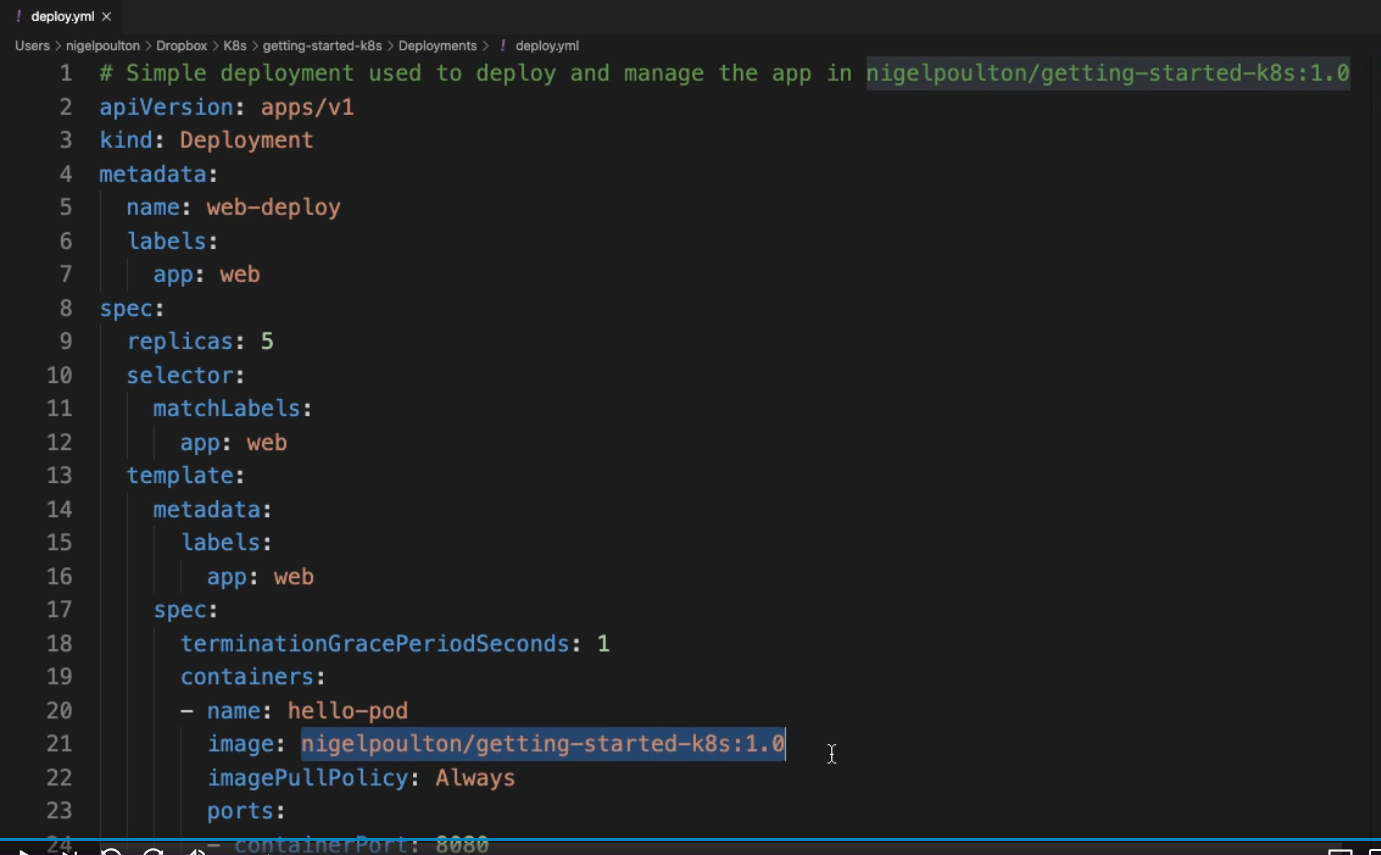 ! deploy.yml ×
Users > nigelpoulton > Dropbox > K8s > getting-started-k8s > Deployments > ! deploy.yml
1 # Simple deployment used to deploy and manage the app in nigelpoulton/getting-started-k8s:1.0
2 apiVersion: apps/v1
3 kind: Deployment
4 metadata:
5   name: web-deploy
6   labels:
7     app: web
8 spec:
9   replicas: 5
10   selector:
11     matchLabels:
12       app: web
13   template:
14     metadata:
15       labels:
16         app: web
17     spec:
18       terminationGracePeriodSeconds: 1
19       containers:
20       - name: hello-pod
21         image: nigelpoulton/getting-started-k8s:1.0
22         imagePullPolicy: Always
23         ports:
24         - containerPort: 8080